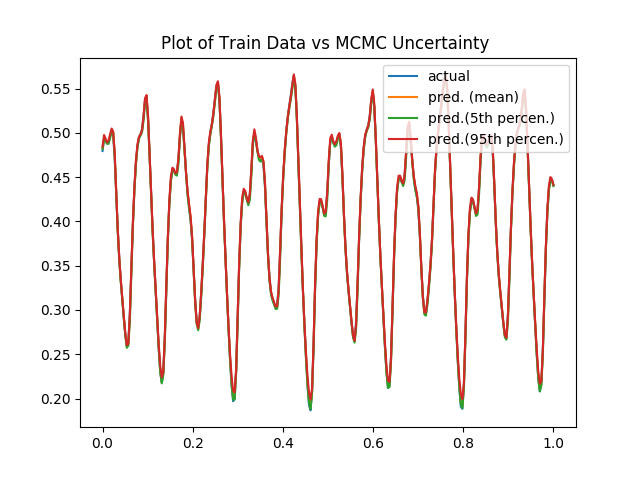 Plot of Train Data vs MCMC Uncertainty
actual
pred. (mean)
pred.(5th percen.)
pred.(95th percen.)
0.55
0.50
0.45
0.40
0.35
0.30
0.25
0.20
0.0 0.2 0.4 0.6 0.8 1.0